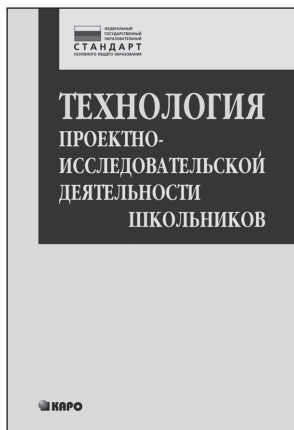 ФЕДЕРАЛЬНЫЙ
ГОСУДАРСТВЕННЫЙ
ОБРАЗОВАТЕЛЬНЫЙ
СТАНДАРТ
ОСНОВНОГО ОБЩЕГО ОБРАЗОВАНИЯ
ТЕХНОЛОГИЯ
ПРОЕКТНО-
ИССЛЕДОВАТЕЛЬСКОЙ
ДЕЯТЕЛЬНОСТИ
ШКОЛЬНИКОВ
КАРО